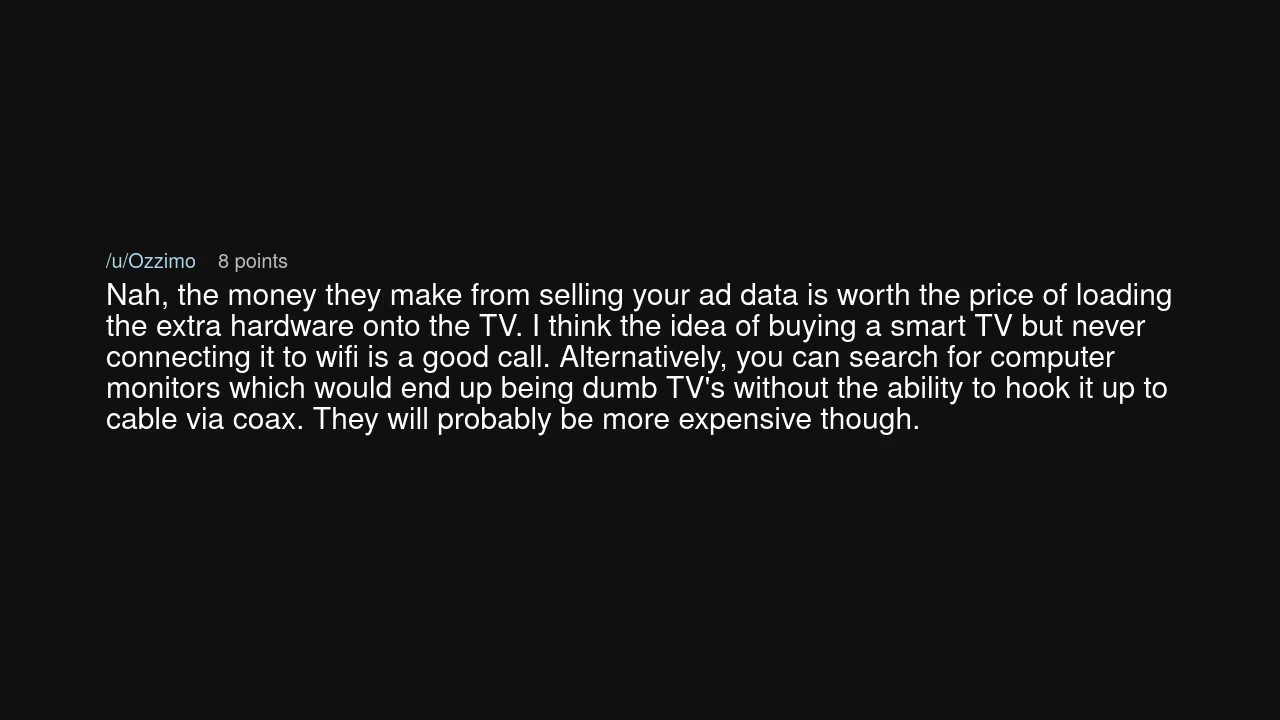 /u/Ozzimo 8 points
Nah, the money they make from selling your ad data is worth the price of loading
the extra hardware onto the TV. I think the idea of buying a smart TV but never
connecting it to wifi is a good call. Alternatively, you can search for computer
monitors which would end up being dumb TV's without the ability to hook it up to
cable via coax. They will probably be more expensive though.